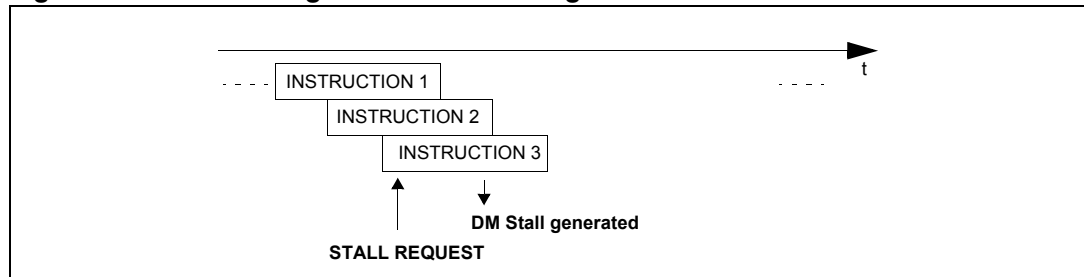 t
INSTRUCTION 1
INSTRUCTION 2
INSTRUCTION 3
DM Stall generated
STALL REQUEST